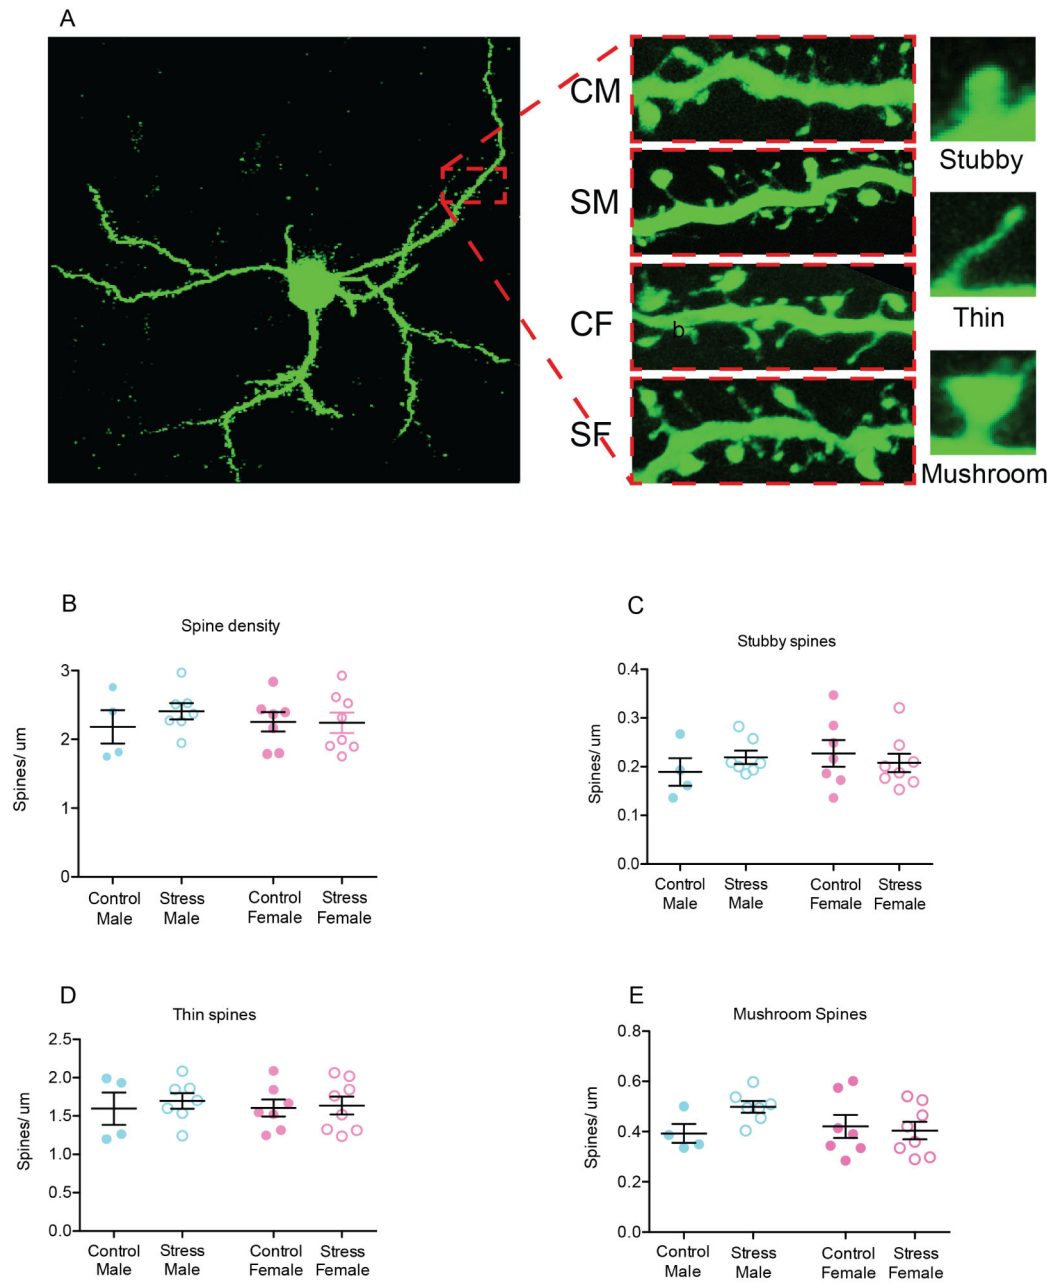 A
CM
SM
CF
b
SF
Stubby
Thin
Mushroom
B
Spine density
Spines/ um
3
2
1
0
Control Male
Stress Male
Control Female
Stress Female
C
Stubby spines
Spines/ um
0.4
0.3
0.2
0.1
0.0
Control Male
Stress Male
Control Female
Stress Female
D
Thin spines
Spines/ um
2.5
2.0
1.5
1.0
0.5
0.0
Control Male
Stress Male
Control Female
Stress Female
E
Mushroom Spines
Spines/ um
0.8
0.6
0.4
0.2
0.0
Control Male
Stress Male
Control Female
Stress Female